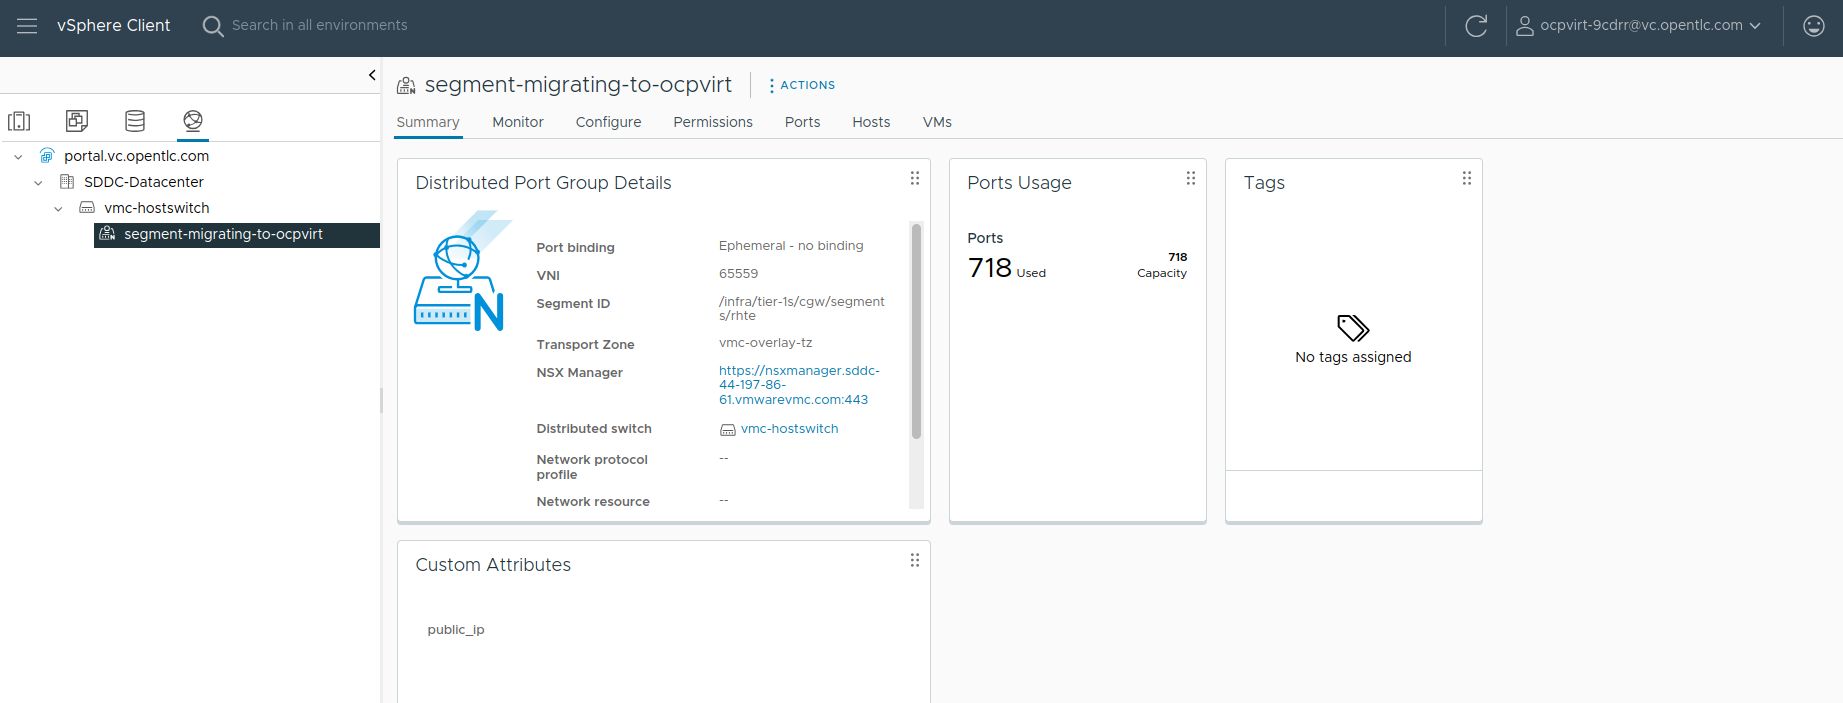 vSphere Client
Search in all environments
ocpvirt-9cdrr@vc.opentlc.com
portal.vc.opentlc.com
SDDC-Datacenter
vmc-hostswitch
segment-migrating-to-ocpvirt
segment-migrating-to-ocpvirt
ACTIONS
Summary
Monitor
Configure
Permissions
Ports
Hosts
VMs
Distributed Port Group Details
N
Port binding
Ephemeral - no binding
VNI
65559
Segment ID
/infra/tier-1s/cgw/segment
s/rhte
Transport Zone
vmc-overlay-tz
NSX Manager
https://nsxmanager.sddc-
44-197-86-
61.vmwarevmc.com:443
Distributed switch
vmc-hostswitch
Network protocol
profile
--
Network resource
--
Ports Usage
Ports
718 Used
718
Capacity
Tags
No tags assigned
Custom Attributes
public_ip